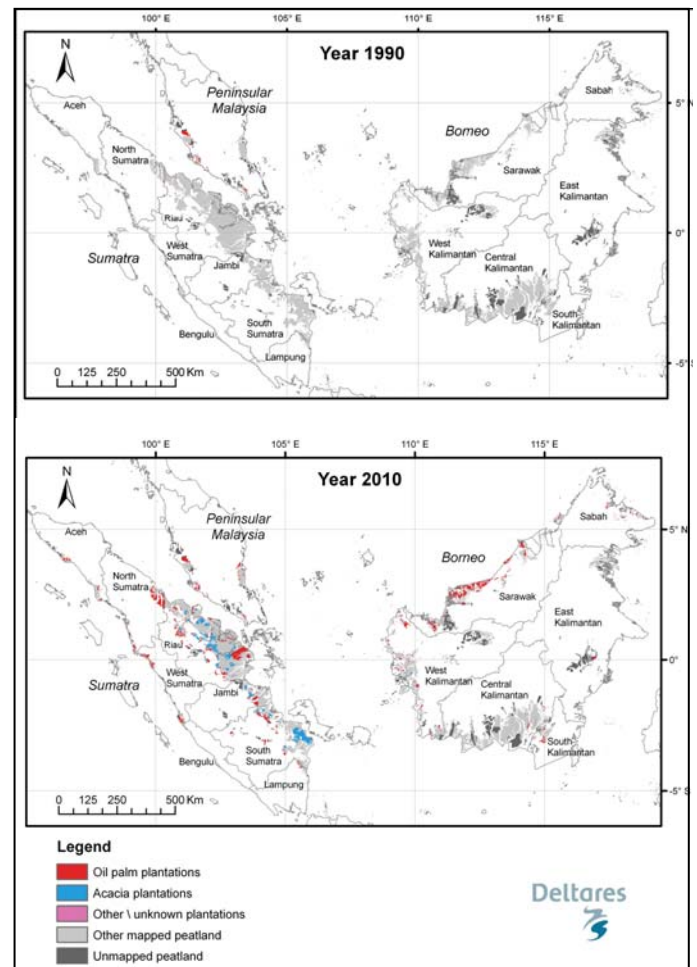 100° E 105°E 110°E 115°E
Year 1990
N
Peninsular
Malaysia
Aceh
Sabah
5°N
Borneo
North
Sumatra
Sarawak
East
Kalimantan
Riau
0°
West
Sumatra
West
Kalimantan
Central
Kalimantan
Sumatra
Jambi
South
Sumatra
South
Kalimantan
Bengulu
Lampung
0 125 250 500 Km
-5° S
100° E 105°E 110°E 115°E
Year 2010
N
Peninsular
Malaysia
Aceh
Sabah
5°N
Borneo
North
Sumatra
Sarawak
East
Kalimantan
Riau
0°
West
Sumatra
West
Kalimantan
Central
Kalimantan
Sumatra
Jambi
South
Sumatra
South
Kalimantan
Bengulu
Lampung
0 125 250 500 Km
-5° S
Legend
Oil palm plantations
Acacia plantations
Other \ unknown plantations
Other mapped peatland
Unmapped peatland
Deltares